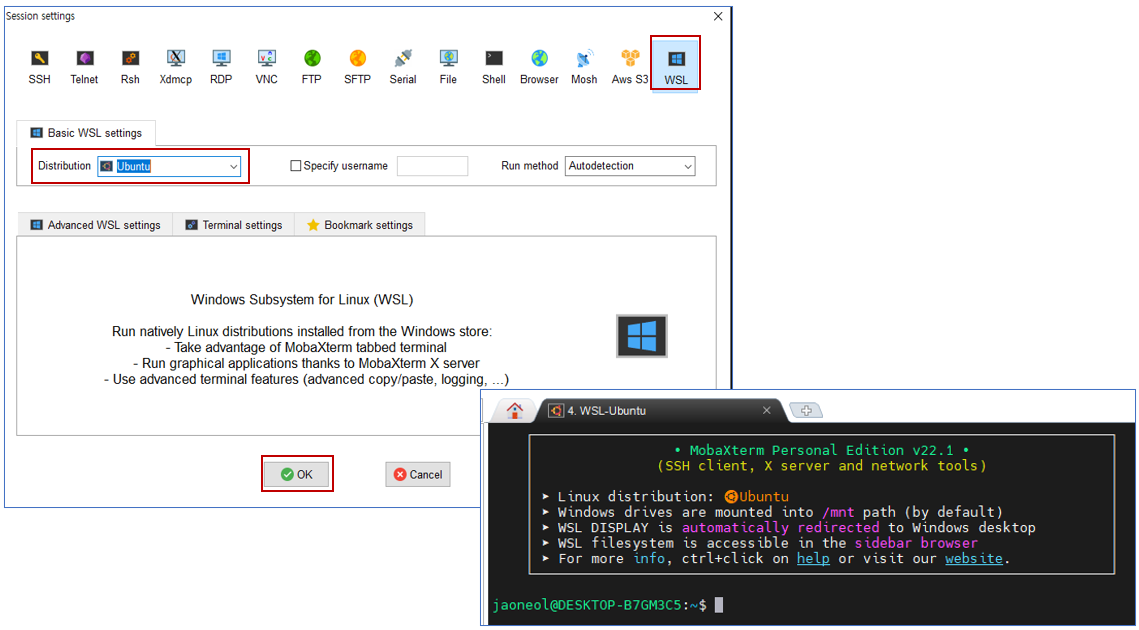 Session settings
SSH Telnet Rsh Xdmcp RDP VNC FTP SFTP Serial File Shell Browser Mosh Aws S3 WSL
Basic WSL settings
Distribution Ubuntu Specify username Run method Autodetection
Advanced WSL settings Terminal settings Bookmark settings
Windows Subsystem for Linux (WSL)
Run natively Linux distributions installed from the Windows store:
- Take advantage of MobaXterm tabbed terminal
- Run graphical applications thanks to MobaXterm X server
- Use advanced terminal features (advanced copy/paste, logging, ...)
OK Cancel
4. WSL-Ubuntu
• MobaXterm Personal Edition v22.1 •
(SSH client, X server and network tools)
➤ Linux distribution: Ubuntu
➤ Windows drives are mounted into /mnt path (by default)
➤ WSL DISPLAY is automatically redirected to Windows desktop
➤ WSL filesystem is accessible in the sidebar browser
➤ For more info, ctrl+click on help or visit our website.
jaoneol@DESKTOP-B7GM3C5:~$